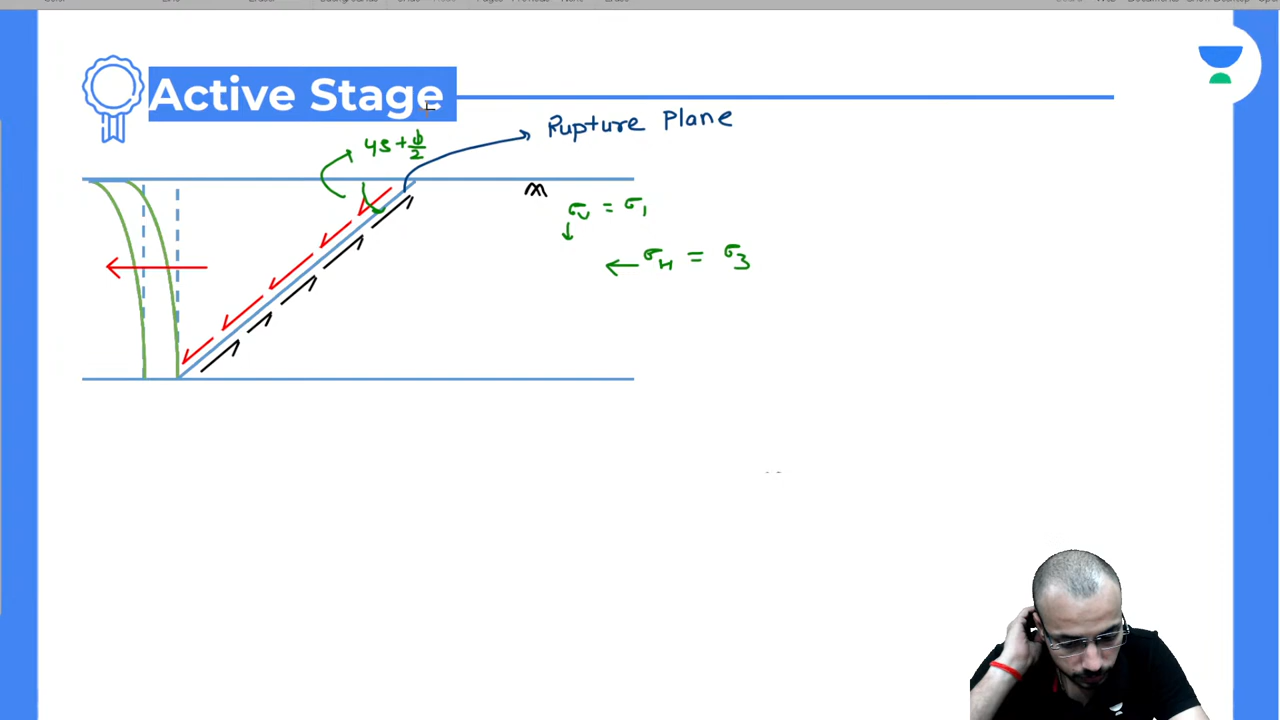 Active Stage
Rupture Plane
45 + φ/2
σv = σ1
σH = σ3